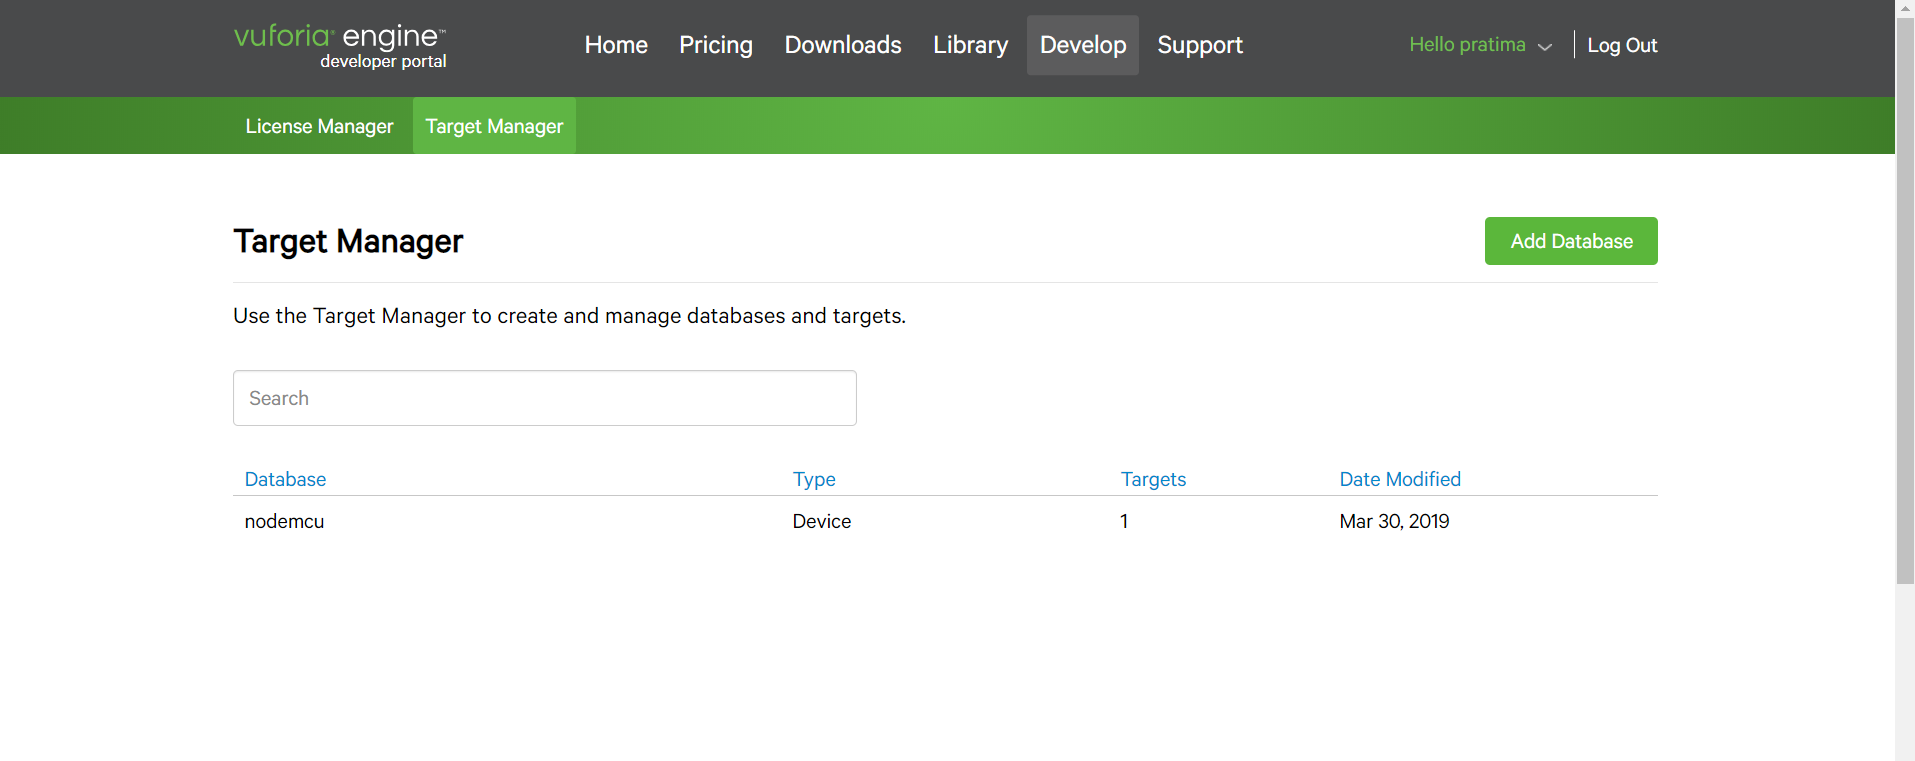 vuforia® engine™
developer portal
Home Pricing Downloads Library Develop Support
Hello pratima
Log Out
License Manager Target Manager
Target Manager
Add Database
Use the Target Manager to create and manage databases and targets.
Search
Database Type Targets Date Modified
nodemcu Device 1 Mar 30, 2019